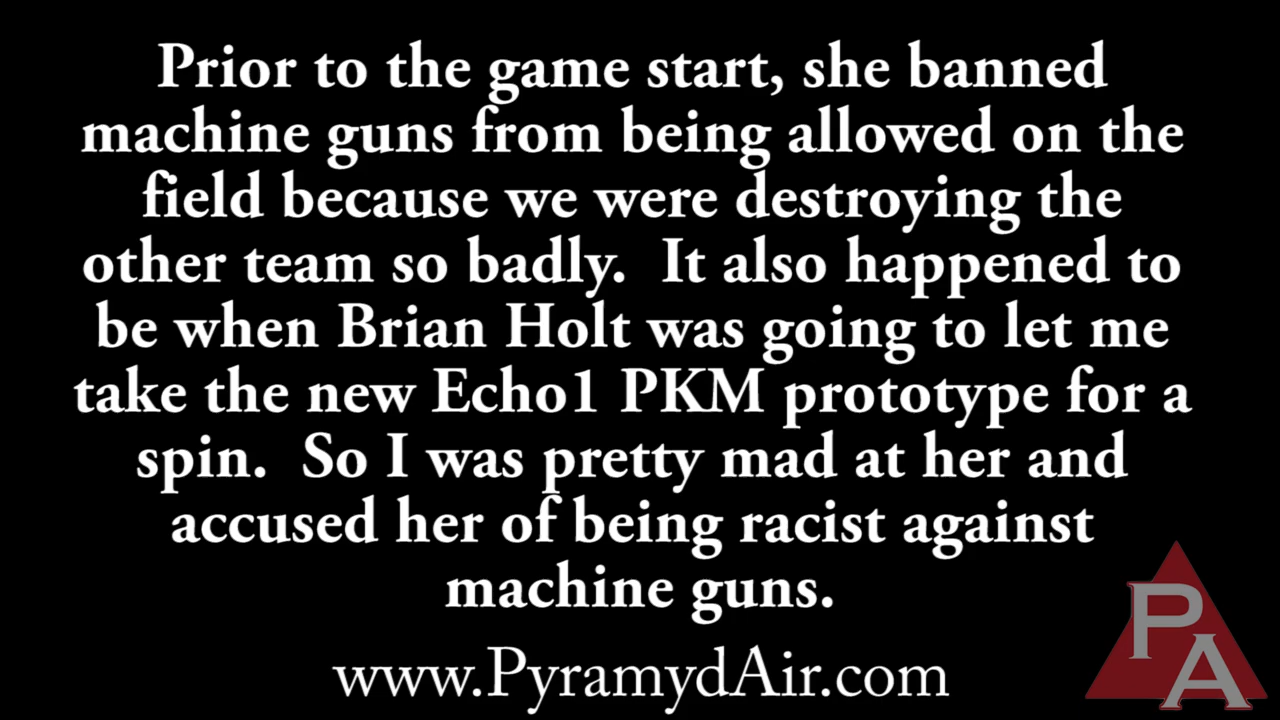 Prior to the game start, she banned
machine guns from being allowed on the
field because we were destroying the
other team so badly.  It also happened to
be when Brian Holt was going to let me
take the new Echo1 PKM prototype for a
spin.  So I was pretty mad at her and
accused her of being racist against
machine guns.
www.PyramydAir.com
PA